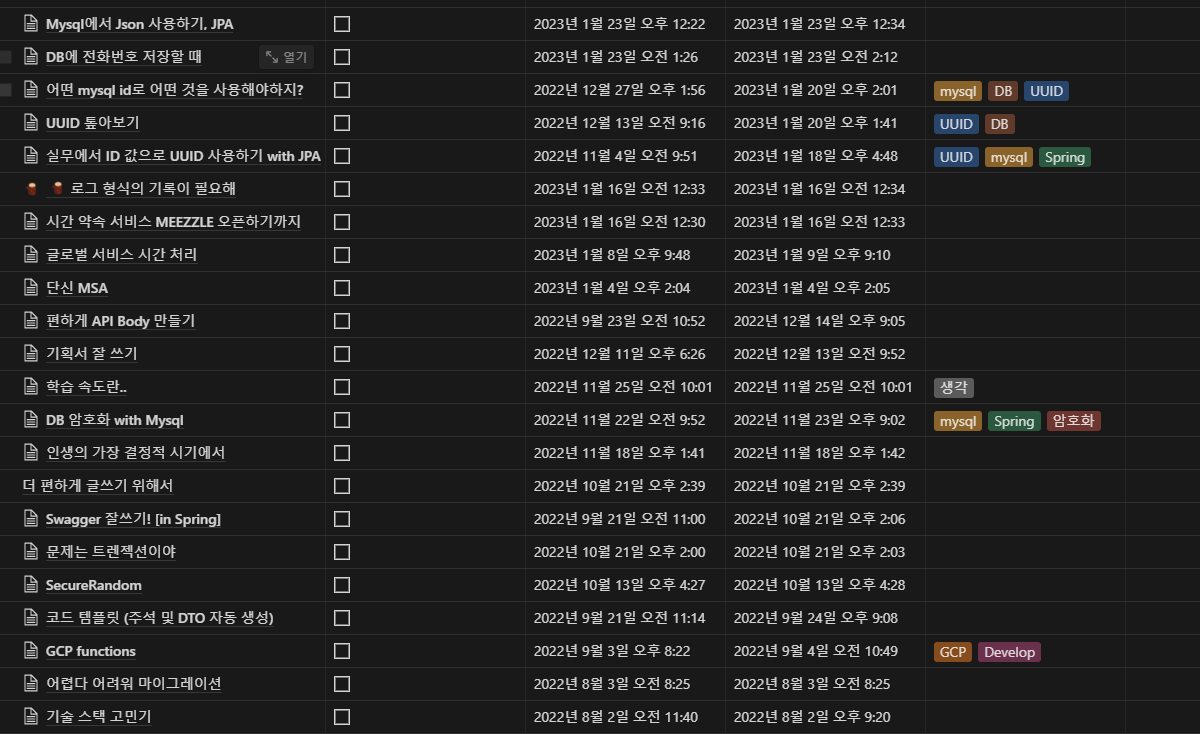 Mysql에서 Json 사용하기, JPA 2023년 1월 23일 오후 12:22 2023년 1월 23일 오후 12:34
DB에 전화번호 저장할 때 열기 2023년 1월 23일 오전 1:26 2023년 1월 23일 오전 2:12
어떤 mysql id로 어떤 것을 사용해야하지? 2022년 12월 27일 오후 1:56 2023년 1월 20일 오후 2:01 mysql DB UUID
UUID 톺아보기 2022년 12월 13일 오전 9:16 2023년 1월 20일 오후 1:41 UUID DB
실무에서 ID 값으로 UUID 사용하기 with JPA 2022년 11월 4일 오전 9:51 2023년 1월 18일 오후 4:48 UUID mysql Spring
로그 형식의 기록이 필요해 2023년 1월 16일 오전 12:33 2023년 1월 16일 오전 12:34
시간 약속 서비스 MEEZZLE 오픈하기까지 2023년 1월 16일 오전 12:30 2023년 1월 16일 오전 12:33
글로벌 서비스 시간 처리 2023년 1월 8일 오후 9:48 2023년 1월 9일 오후 9:10
단신 MSA 2023년 1월 4일 오후 2:04 2023년 1월 4일 오후 2:05
편하게 API Body 만들기 2022년 9월 23일 오전 10:52 2022년 12월 14일 오후 9:05
기획서 잘 쓰기 2022년 12월 11일 오후 6:26 2022년 12월 13일 오전 9:52
학습 속도란.. 2022년 11월 25일 오전 10:01 2022년 11월 25일 오전 10:01 생각
DB 암호화 with Mysql 2022년 11월 22일 오전 9:52 2022년 11월 23일 오후 9:02 mysql Spring 암호화
인생의 가장 결정적 시기에서 2022년 11월 18일 오후 1:41 2022년 11월 18일 오후 1:42
더 편하게 글쓰기 위해서 2022년 10월 21일 오후 2:39 2022년 10월 21일 오후 2:39
Swagger 잘쓰기! [in Spring] 2022년 9월 21일 오전 11:00 2022년 10월 21일 오후 2:06
문제는 트렌젝션이야 2022년 10월 21일 오후 2:00 2022년 10월 21일 오후 2:03
SecureRandom 2022년 10월 13일 오후 4:27 2022년 10월 13일 오후 4:28
코드 템플릿 (주석 및 DTO 자동 생성) 2022년 9월 21일 오전 11:14 2022년 9월 24일 오후 9:08
GCP functions 2022년 9월 3일 오후 8:22 2022년 9월 4일 오전 10:49 GCP Develop
어렵다 어려워 마이그레이션 2022년 8월 3일 오전 8:25 2022년 8월 3일 오전 8:25
기술 스택 고민기 2022년 8월 2일 오전 11:40 2022년 8월 2일 오후 9:20